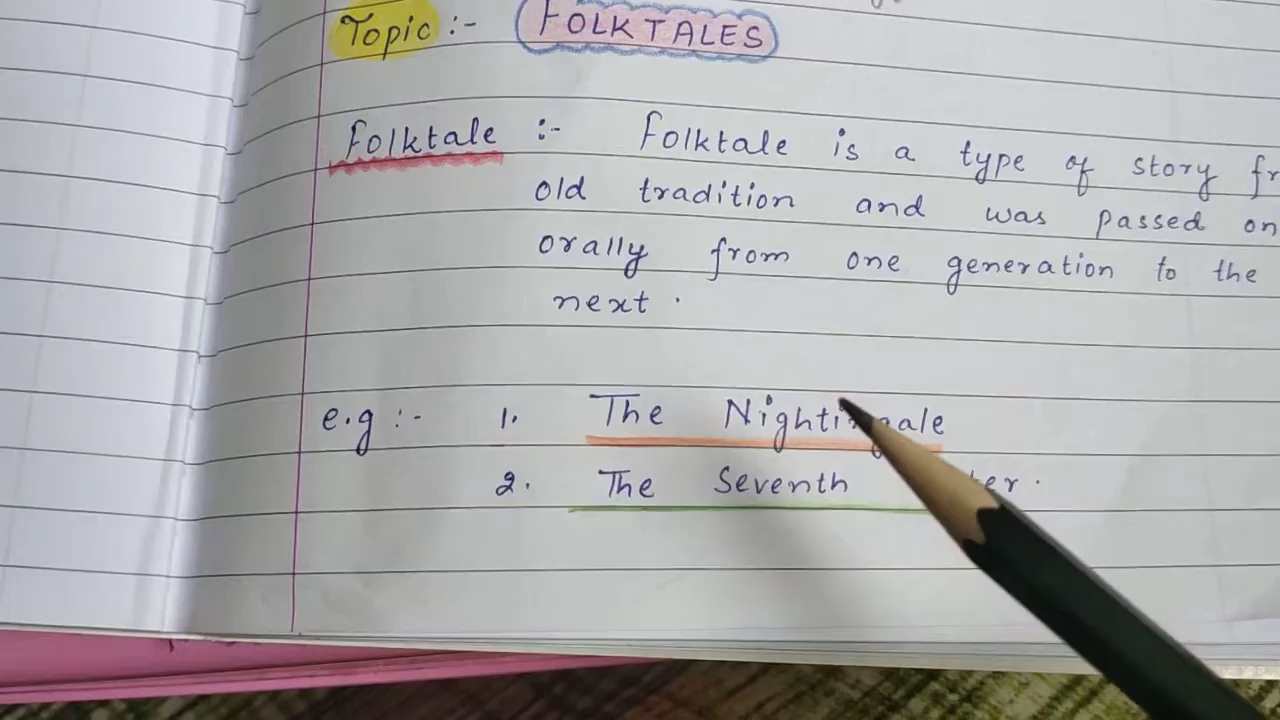 Topic :- FOLKTALES
Folktale :- Folktale is a type of story
old tradition and was passed on
orally from one generation to the
next.
e.g :- 1. The Nightingale
2. The Seventh